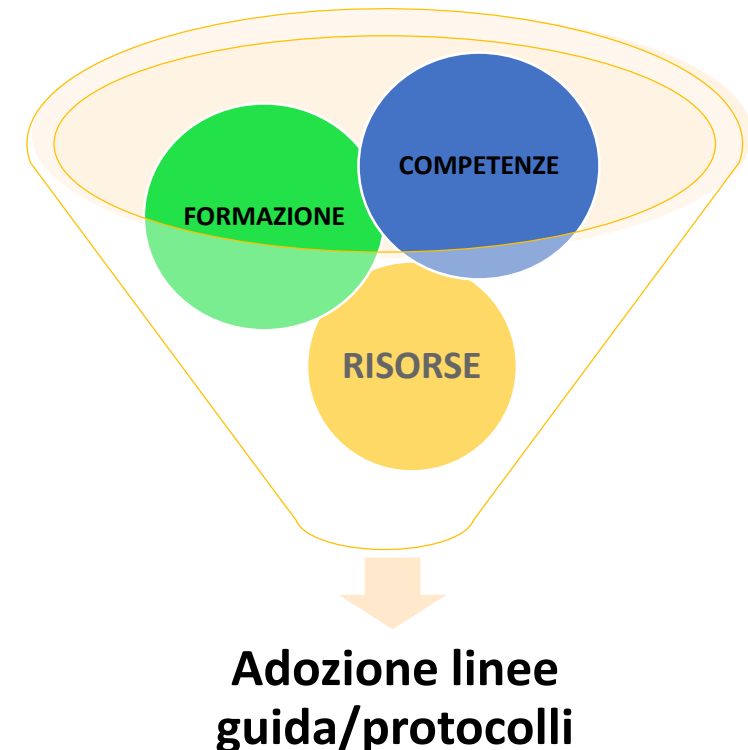 COMPETENZE
FORMAZIONE
RISORSE
Adozione linee
guida/protocolli